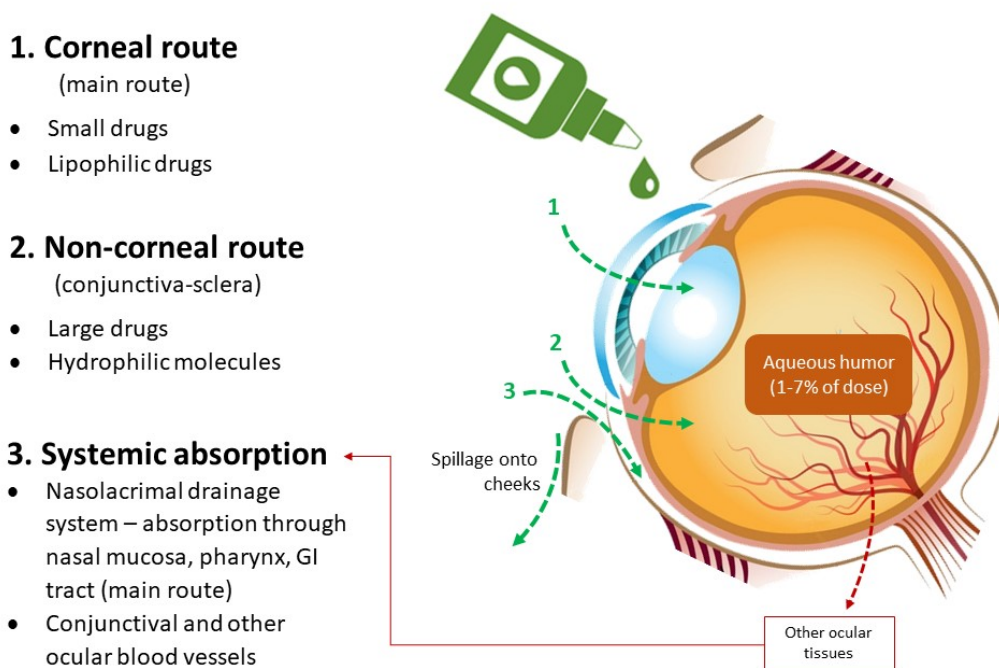 1. Corneal route
(main route)
• Small drugs
• Lipophilic drugs
2. Non-corneal route
(conjunctiva-sclera)
• Large drugs
• Hydrophilic molecules
3. Systemic absorption
• Nasolacrimal drainage
system – absorption through
nasal mucosa, pharynx, GI
tract (main route)
• Conjunctival and other
ocular blood vessels
1
2
3
Spillage onto
cheeks
Aqueous humor
(1-7% of dose)
Other ocular
tissues